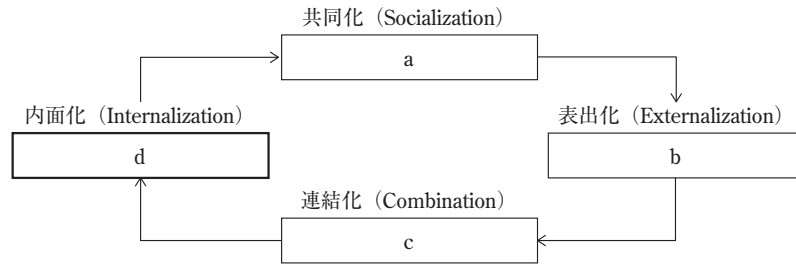 共同化（Socialization）
a
内面化（Internalization）
表出化（Externalization）
d
b
連結化（Combination）
c